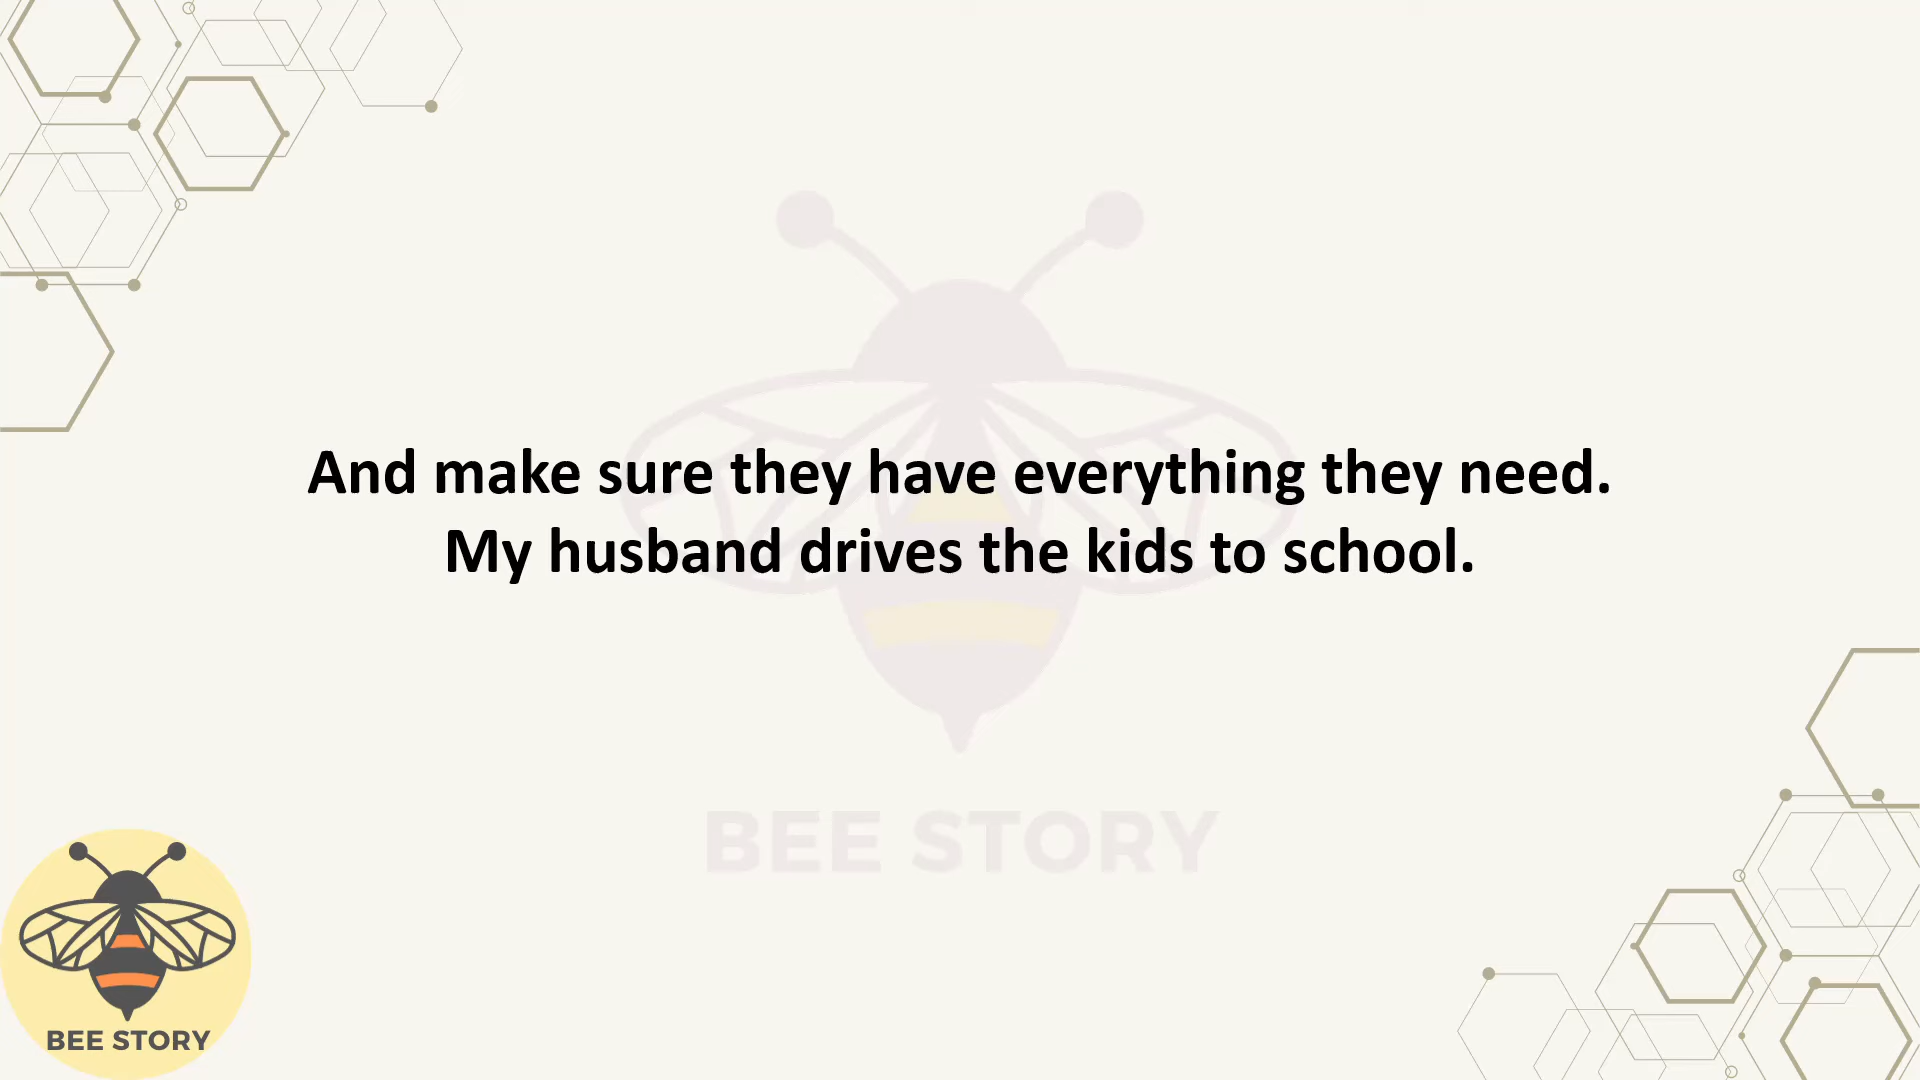 And make sure they have everything they need.
My husband drives the kids to school.
BEE STORY
BEE STORY